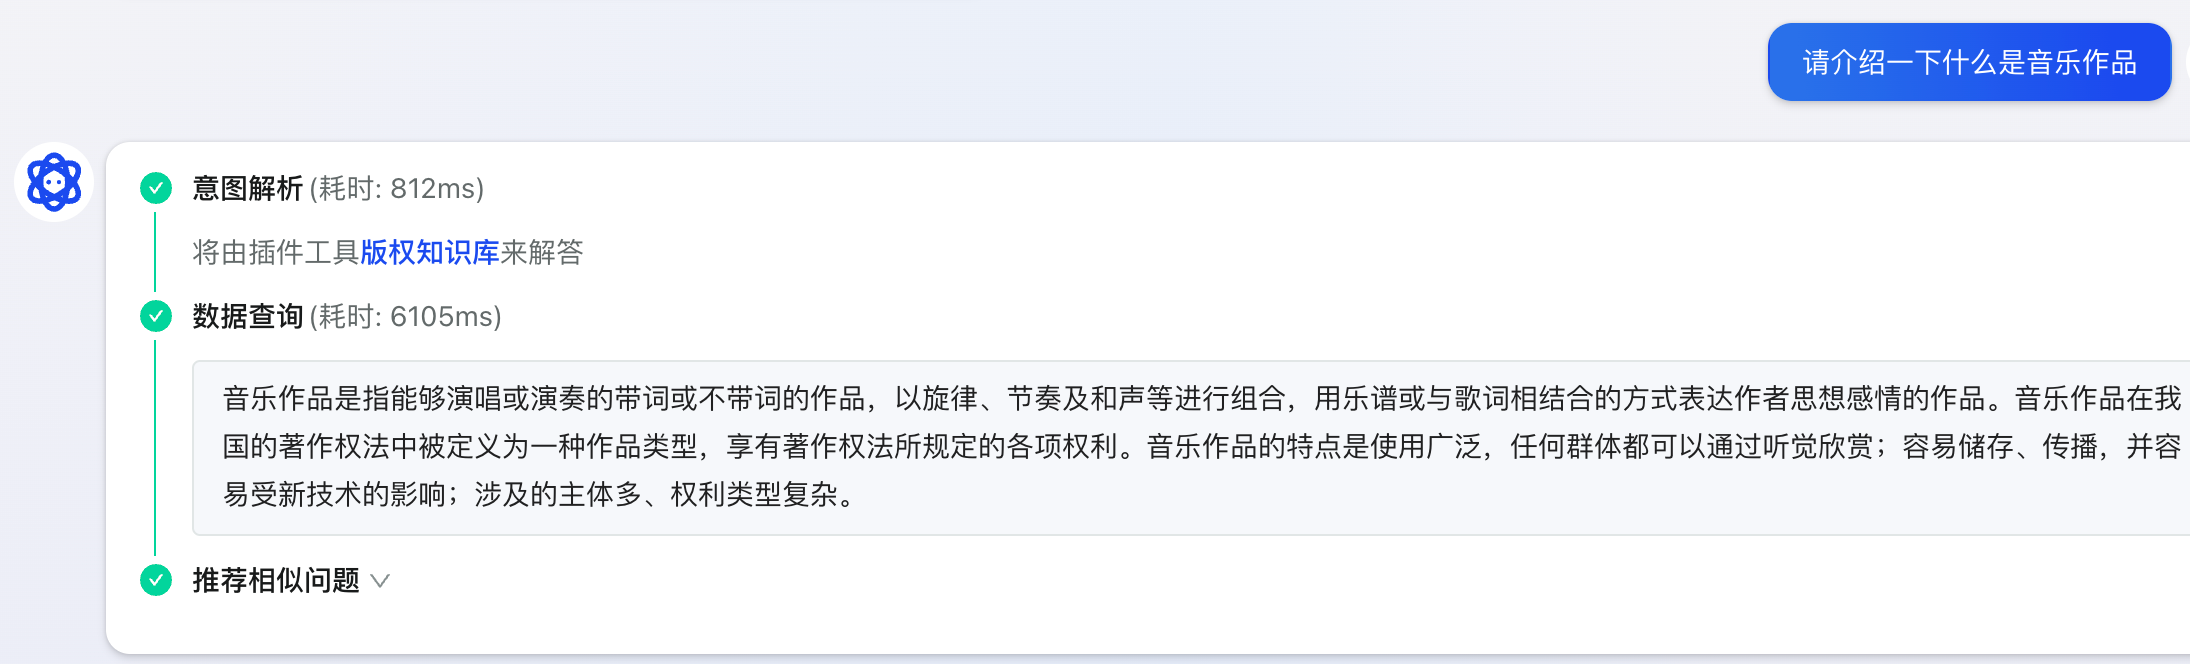 请介绍一下什么是音乐作品
意图解析 (耗时: 812ms)
将由插件工具版权知识库来解答
数据查询 (耗时: 6105ms)
音乐作品是指能够演唱或演奏的带词或不带词的作品，以旋律、节奏及和声等进行组合，用乐谱或与歌词相结合的方式表达作者思想感情的作品。音乐作品在我
国的著作权法中被定义为一种作品类型，享有著作权法所规定的各项权利。音乐作品的特点是使用广泛，任何群体都可以通过听觉欣赏；容易储存、传播，并容
易受新技术的影响；涉及的主体多、权利类型复杂。
推荐相似问题